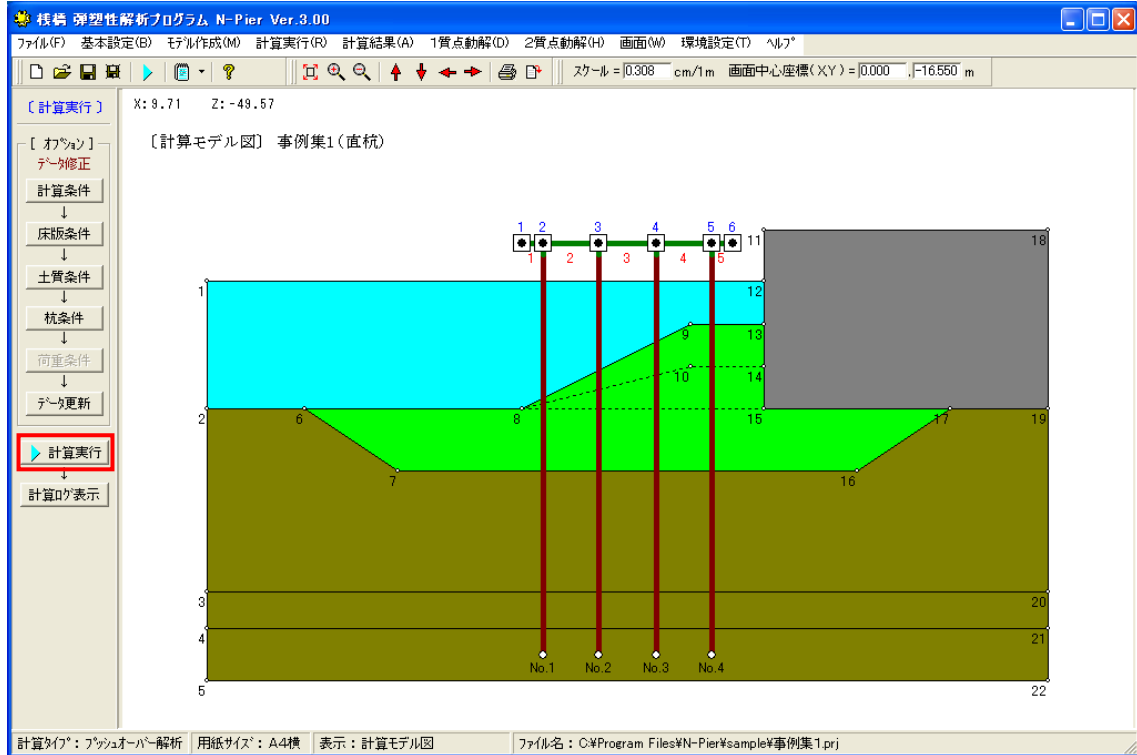 桟橋 弾塑性解析プログラム N-Pier Ver.3.00
ファイル(F) 基本設定(B) モデル作成(M) 計算実行(R) 計算結果(A) 1質点動解(D) 2質点動解(H) 画面(W) 環境設定(T) ヘルプ
スケール = 0.308 cm/1m 画面中心座標(X,Y) = 0.000 , -16.550 m
〔計算実行〕
X: 9.71 Z: -49.57
[ オプション ]
データ修正
計算条件
↓
床版条件
↓
土質条件
↓
杭条件
↓
荷重条件
↓
データ更新
計算実行
↓
計算ログ表示
〔計算モデル図〕 事例集1(直杭)
1 2 3 4 5 6
11 18
1 2 3 4 5
1 12
9 13
10 14
2 6 8 15 17 19
7 16
3 20
4 21
No.1 No.2 No.3 No.4
5 22
計算タイプ : プッシュオーバー解析 用紙サイズ : A4横 表示 : 計算モデル図 ファイル名 : C:¥Program Files¥N-Pier¥sample¥事例集1.prj